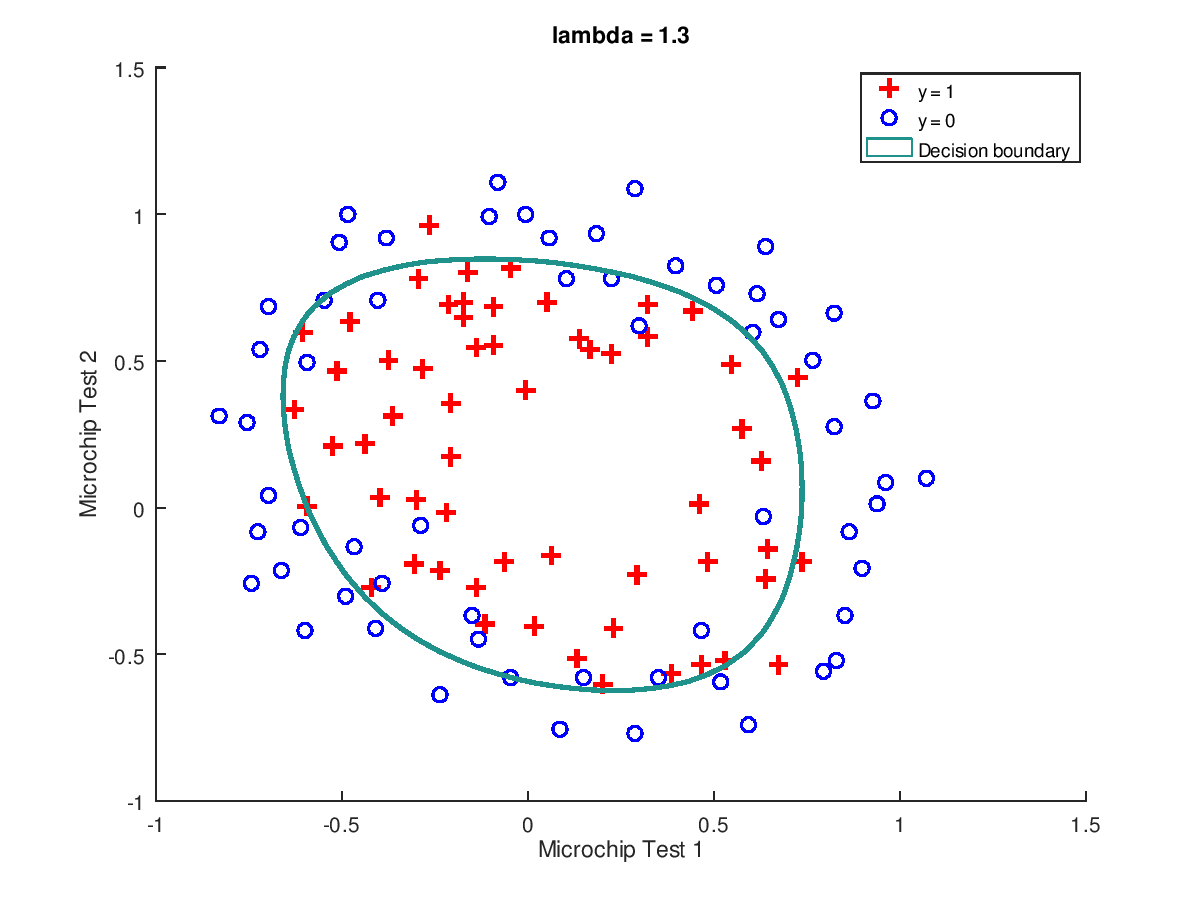 lambda = 1.3
y = 1
y = 0
Decision boundary
Microchip Test 2
1.5
1
0.5
0
-0.5
-1
-1
-0.5
0
0.5
1
1.5
Microchip Test 1